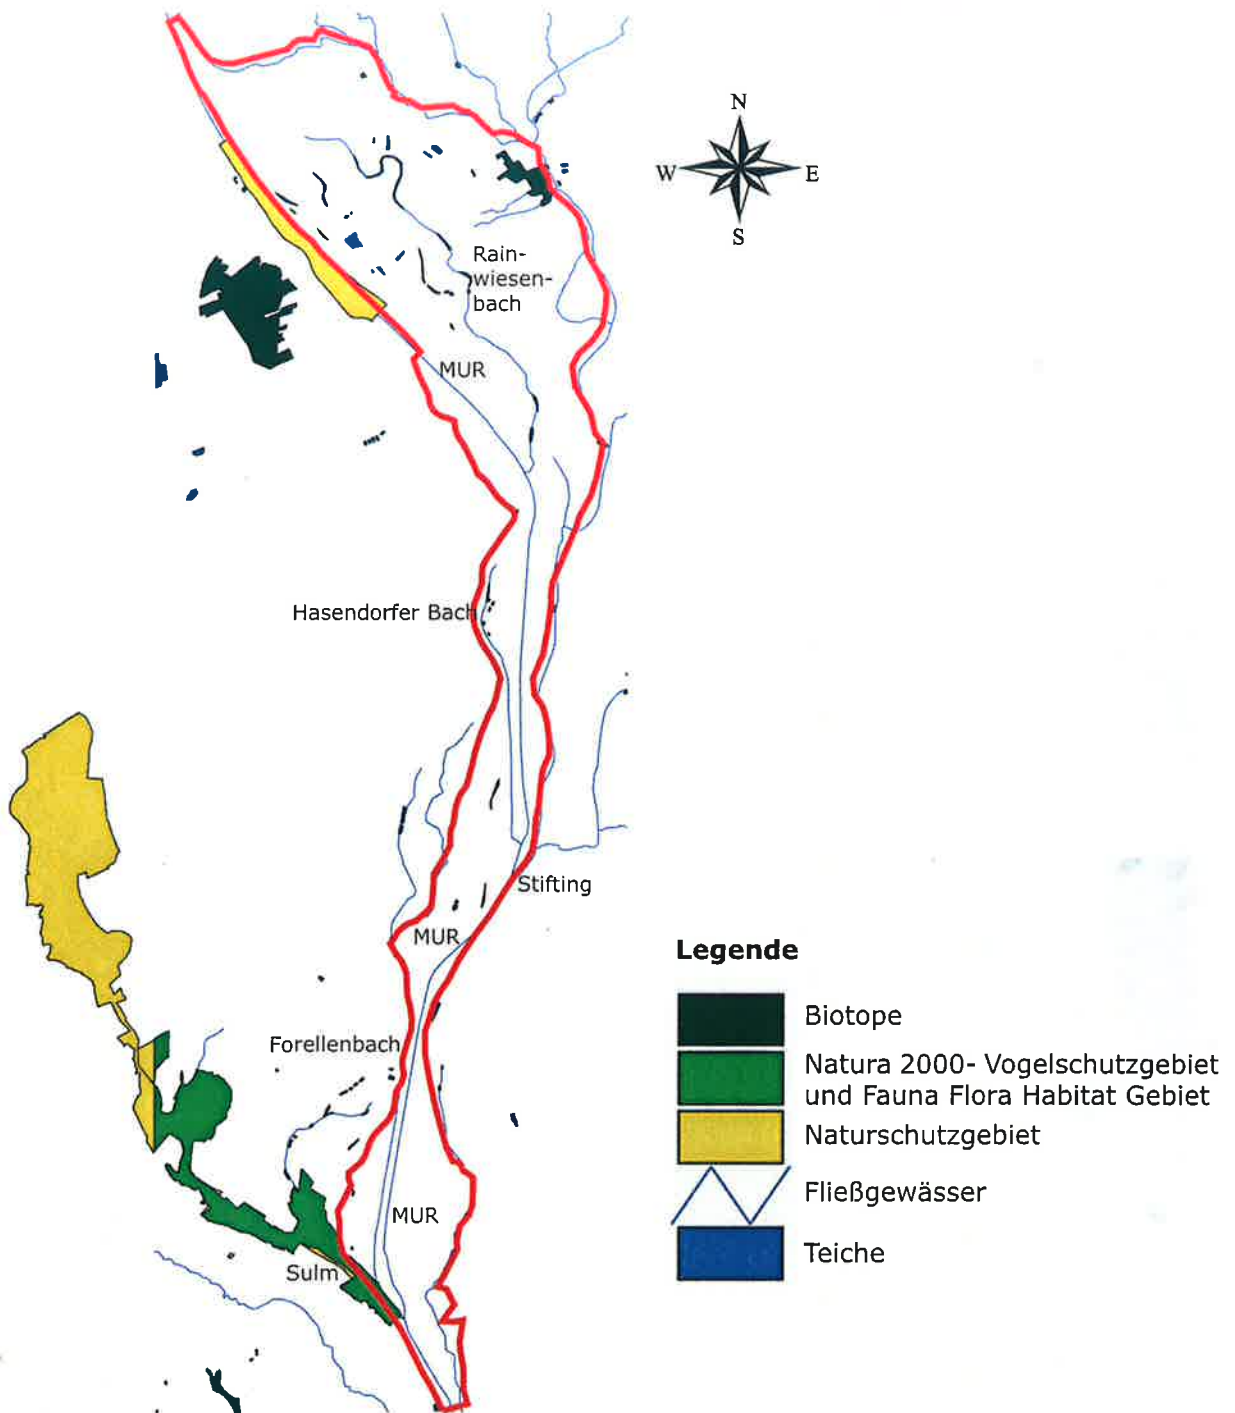 N
W
E
S
Rain-
wiesen-
bach
MUR
Hasendorfer Bach
Stifting
MUR
Forellenbach
MUR
Sulm
Legende
Biotope
Natura 2000- Vogelschutzgebiet
und Fauna Flora Habitat Gebiet
Naturschutzgebiet
Fließgewässer
Teiche